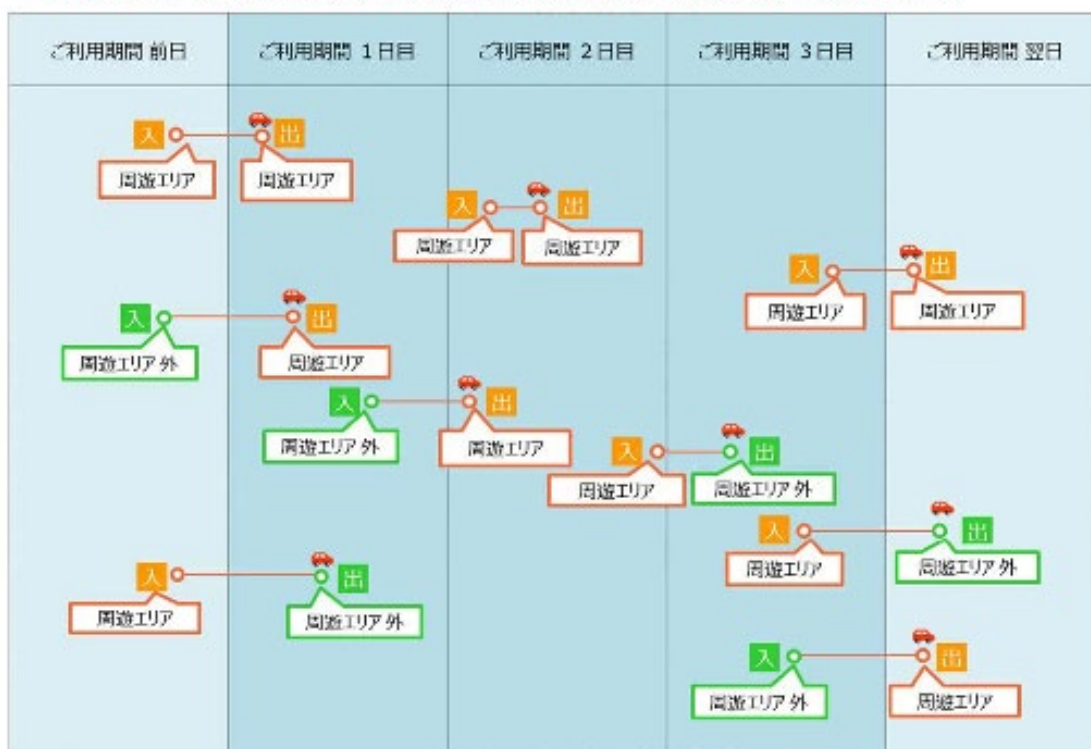 ご利用期間 前日
ご利用期間 1日目
ご利用期間 2日目
ご利用期間 3日目
ご利用期間 翌日
入 出
周遊エリア 周遊エリア
入 出
周遊エリア 周遊エリア
入 出
周遊エリア 周遊エリア
入 出
周遊エリア 外 周遊エリア
入 出
周遊エリア 外 周遊エリア
入 出
周遊エリア 周遊エリア 外
入 出
周遊エリア 周遊エリア 外
入 出
周遊エリア 周遊エリア 外
入 出
周遊エリア 外 周遊エリア